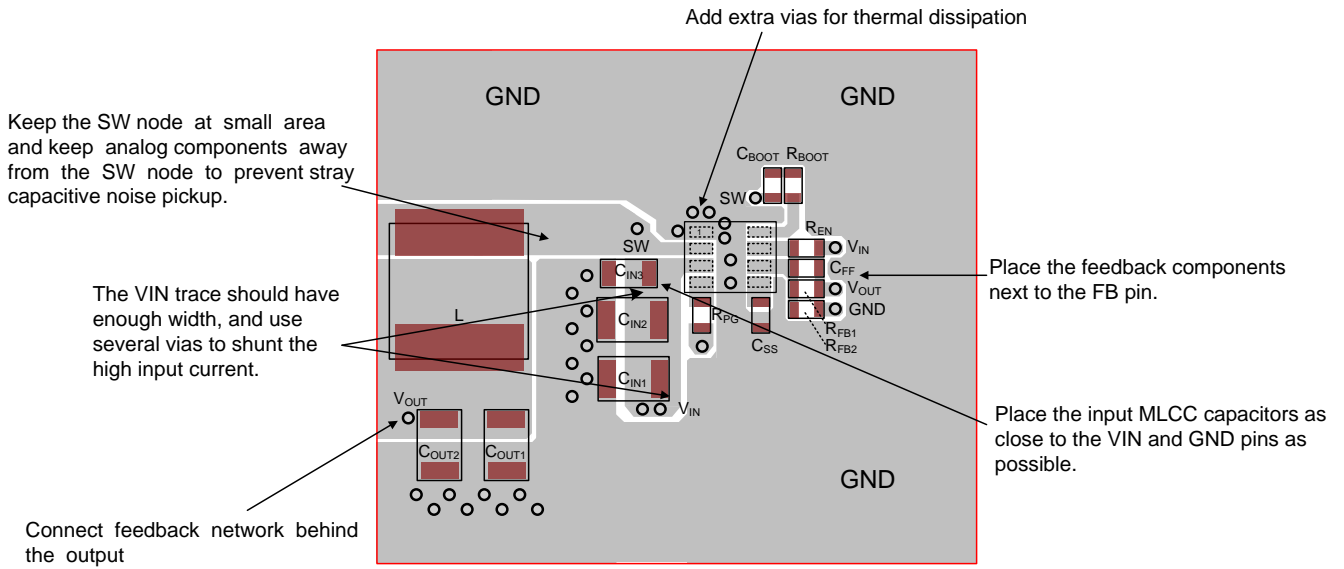 Add extra vias for thermal dissipation
GND
GND
Keep the SW node at small area
and keep analog components away
from the SW node to prevent stray
capacitive noise pickup.
CBOOT
RBOOT
SW
1
REN
VIN
SW
CIN3
CFF
VOUT
GND
Place the feedback components
next to the FB pin.
The VIN trace should have
enough width, and use
several vias to shunt the
high input current.
L
CIN2
RPG
CSS
RFB1
RFB2
CIN1
VIN
VOUT
Place the input MLCC capacitors as
close to the VIN and GND pins as
possible.
COUT2
COUT1
GND
Connect feedback network behind
the output